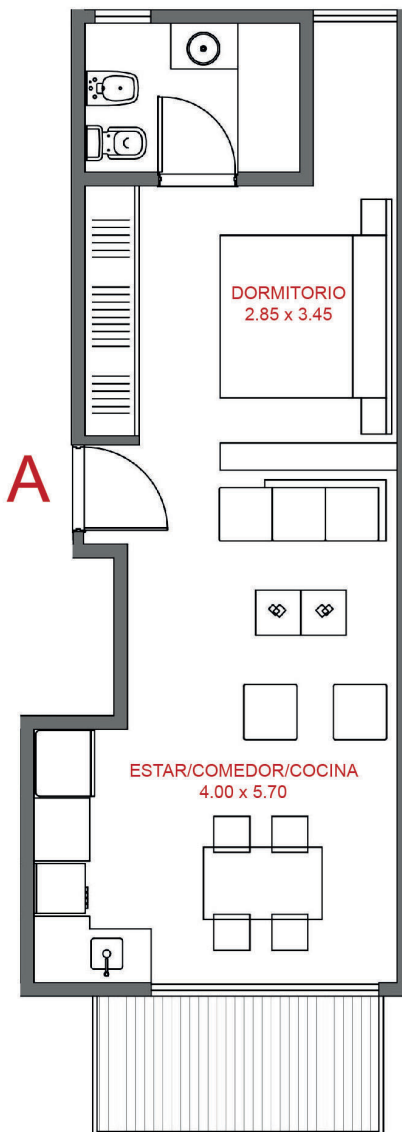 DORMITORIO
2.85 x 3.45
A
ESTAR/COMEDOR/COCINA
4.00 x 5.70